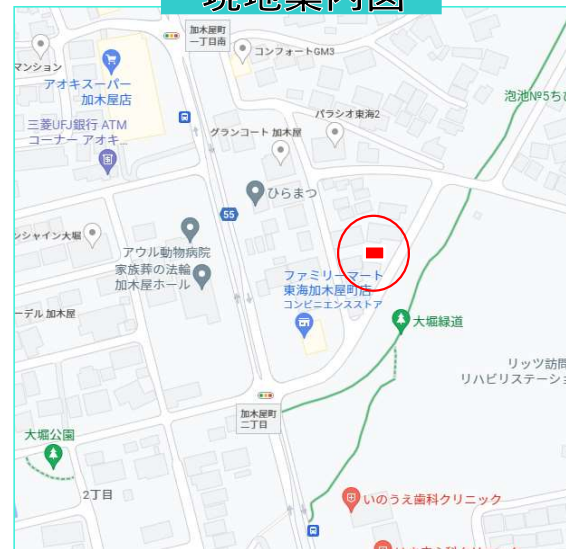 現地案内図
加木屋町
一丁目南
コンフォートGM3
マンション
アオキスーパー
加木屋店
泡池№5ち
三菱UFJ銀行 ATM
コーナー アオキ...
パラシオ東海2
グランコート 加木屋
ひらまつ
55
ンシャイン大堀
アウル動物病院
家族葬の法輪
加木屋ホール
ファミリーマート
東海加木屋町店
コンビニエンスストア
ーデル 加木屋
大堀緑道
リッツ訪問
リハビリステーショ
加木屋町
二丁目
大堀公園
2丁目
いのうえ歯科クリニック